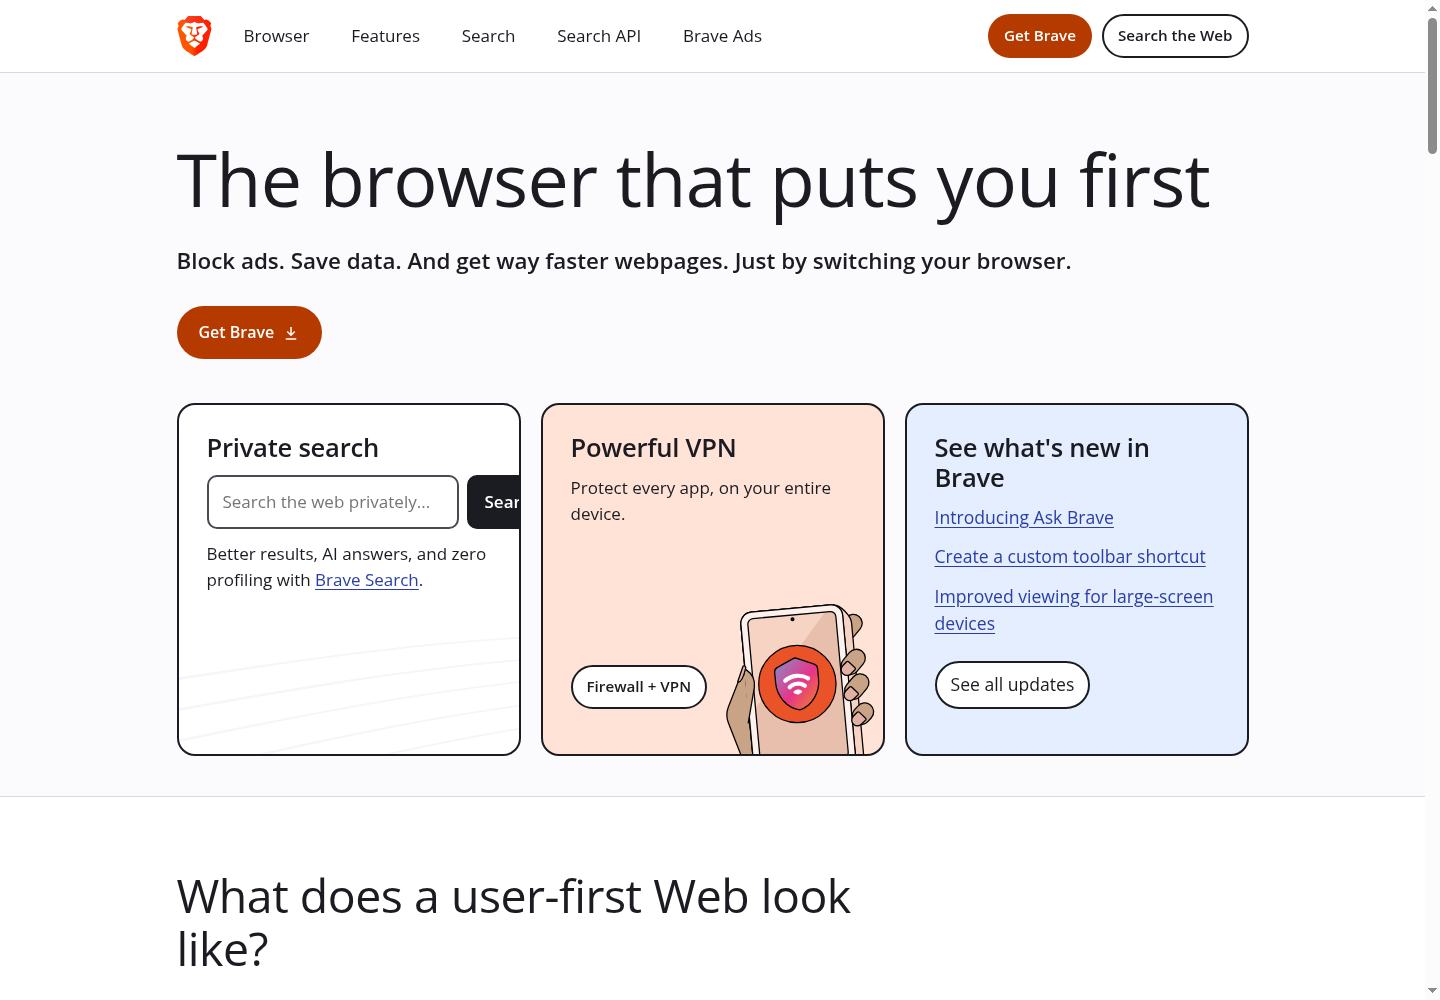 Browser
Features
Search
Search API
Brave Ads
Get Brave
Search the Web
The browser that puts you first
Block ads. Save data. And get way faster webpages. Just by switching your browser.
Get Brave
Private search
Search the web privately...
Better results, AI answers, and zero
profiling with Brave Search.
Powerful VPN
Protect every app, on your entire
device.
Firewall + VPN
See what's new in
Brave
Introducing Ask Brave
Create a custom toolbar shortcut
Improved viewing for large-screen
devices
See all updates
What does a user-first Web look
like?